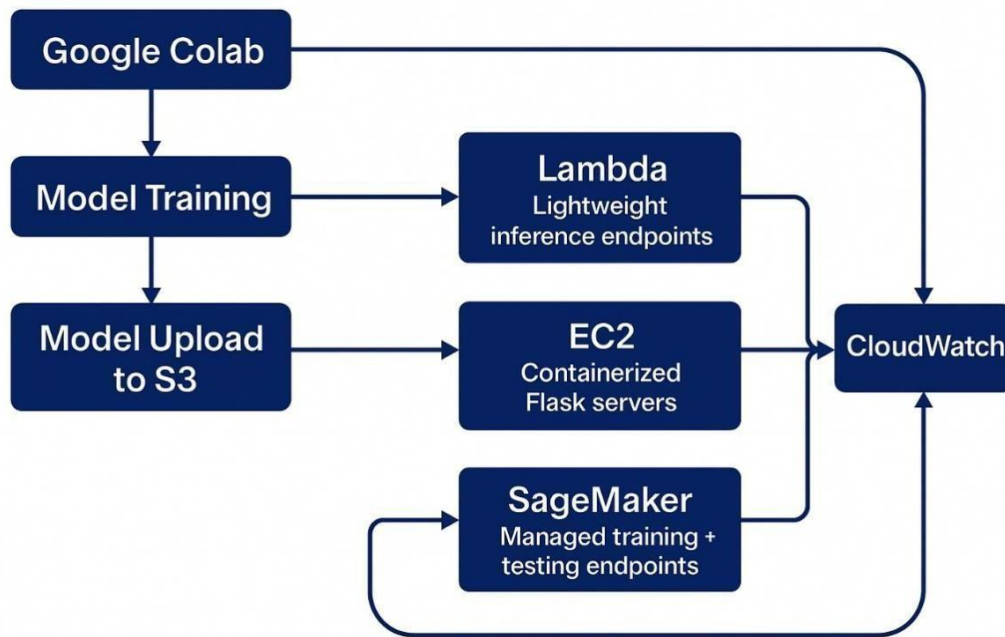 Google Colab
Model Training
Model Upload
to S3
Lambda
Lightweight
inference endpoints
EC2
Containerized
Flask servers
SageMaker
Managed training +
testing endpoints
CloudWatch